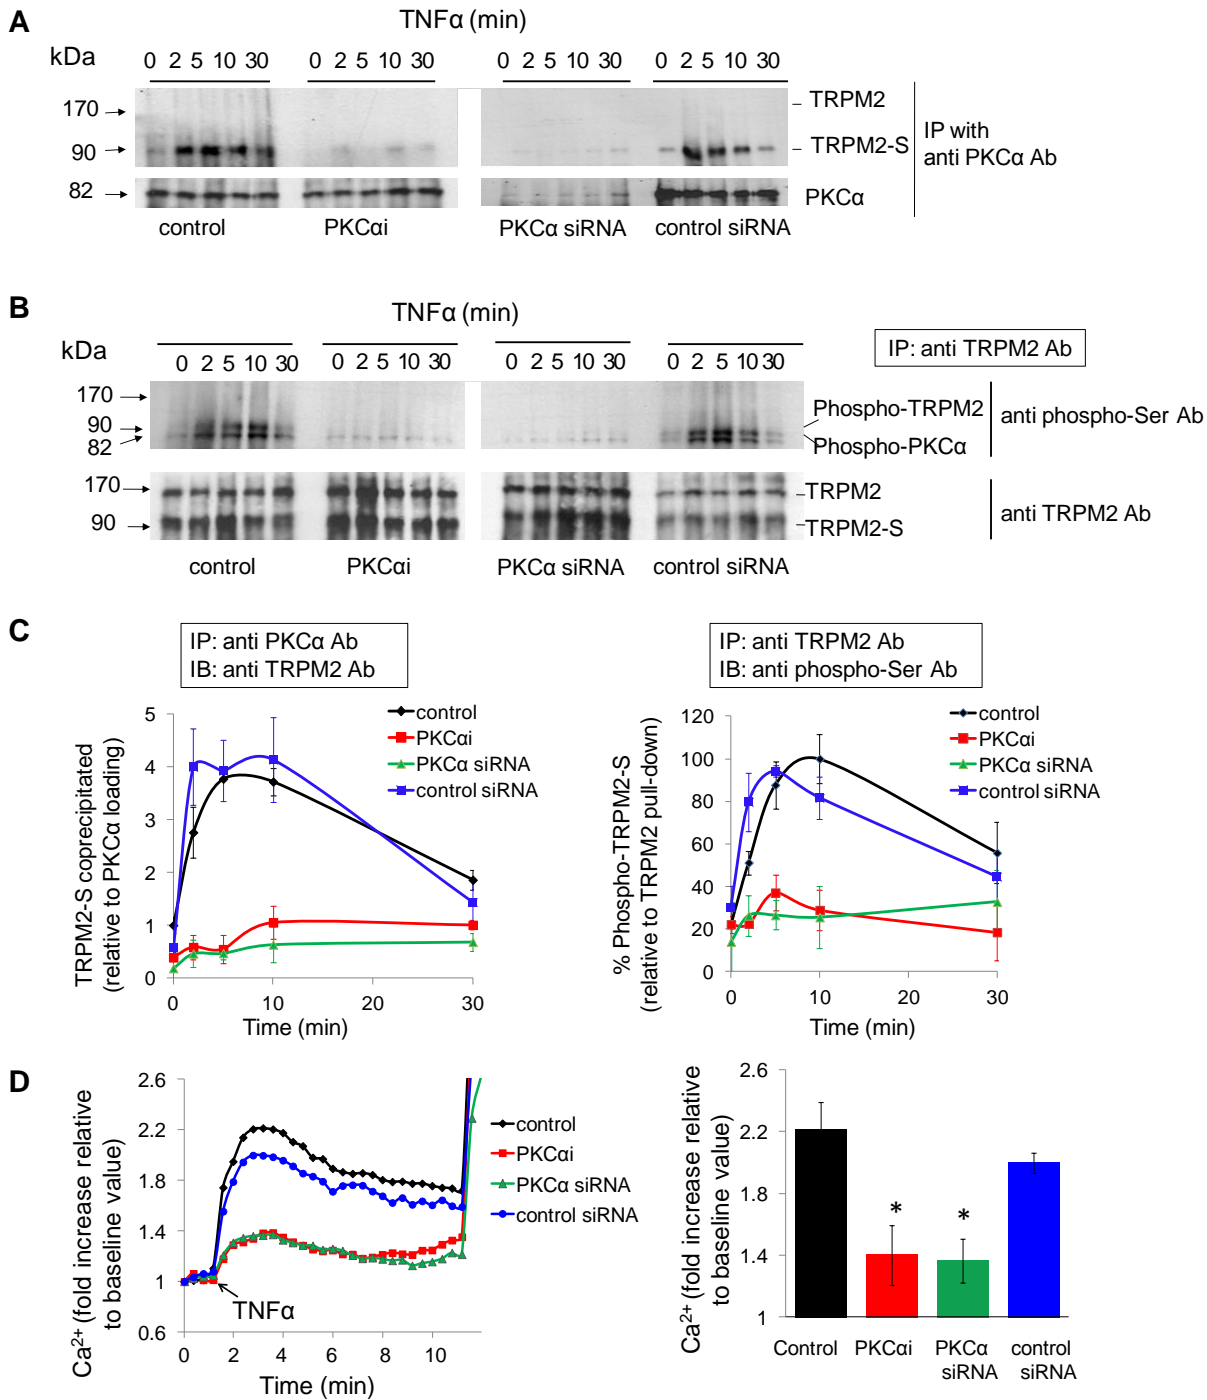 A
TNFα (min)
kDa
0 2 5 10 30 0 2 5 10 30 0 2 5 10 30 0 2 5 10 30
170
TRPM2
90
TRPM2-S
IP with
anti PKCα Ab
82
PKCα
control PKCαi PKCα siRNA control siRNA
B
TNFα (min)
kDa
0 2 5 10 30 0 2 5 10 30 0 2 5 10 30 0 2 5 10 30
IP: anti TRPM2 Ab
170
90
82
Phospho-TRPM2
Phospho-PKCα
anti phospho-Ser Ab
170
TRPM2
90
TRPM2-S
anti TRPM2 Ab
control PKCαi PKCα siRNA control siRNA
C
IP: anti PKCα Ab
IB: anti TRPM2 Ab
TRPM2-S coprecipitated
(relative to PKCα loading)
5
4
3
2
1
0
control
PKCαi
PKCα siRNA
control siRNA
0 10 20 30
Time (min)
IP: anti TRPM2 Ab
IB: anti phospho-Ser Ab
% Phospho-TRPM2-S
(relative to TRPM2 pull-down)
120
100
80
60
40
20
0
control
PKCαi
PKCα siRNA
control siRNA
0 10 20 30
Time (min)
D
Ca2+ (fold increase relative
to baseline value)
2.6
2.2
1.8
1.4
1
0.6
TNFα
control
PKCαi
PKCα siRNA
control siRNA
0 2 4 6 8 10
Time (min)
Ca2+ (fold increase relative
to baseline value)
2.6
2.2
1.8
1.4
1
* *
Control PKCαi PKCα control
siRNA siRNA